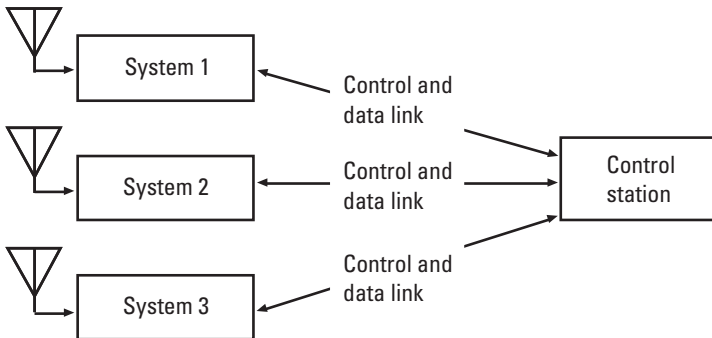 System 1
Control and
data link
System 2
Control and
data link
Control
station
System 3
Control and
data link